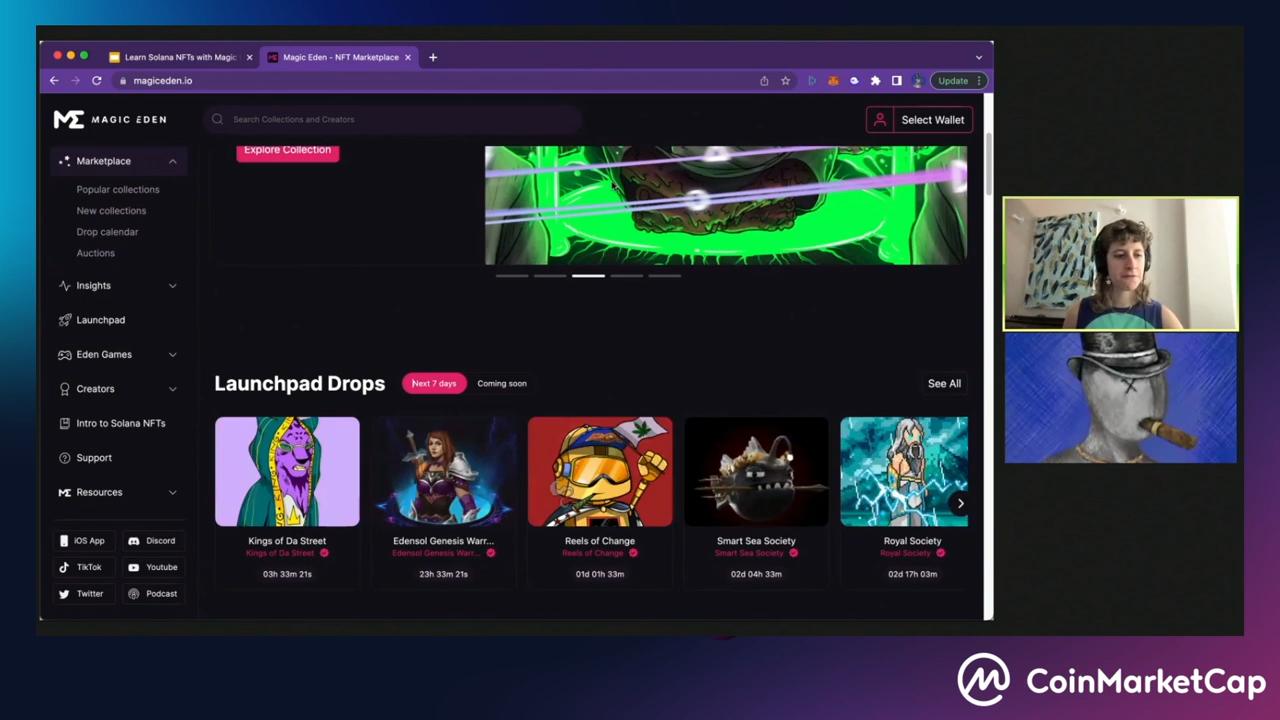 Learn Solana NFTs with Magic
Magic Eden - NFT Marketplace
magiceden.io
Update
MAGIC EDEN
Search Collections and Creators
Select Wallet
Marketplace
Popular collections
New collections
Drop calendar
Auctions
Insights
Launchpad
Eden Games
Creators
Intro to Solana NFTs
Support
Resources
iOS App
Discord
TikTok
Youtube
Twitter
Podcast
Explore Collection
Launchpad Drops
Next 7 days
Coming soon
See All
Kings of Da Street
Kings of Da Street
03h 33m 21s
Edensol Genesis Warr...
Edensol Genesis Warr...
23h 33m 21s
Reels of Change
Reels of Change
01d 01h 33m
Smart Sea Society
Smart Sea Society
02d 04h 33m
Royal Society
Royal Society
02d 17h 03m
CoinMarketCap